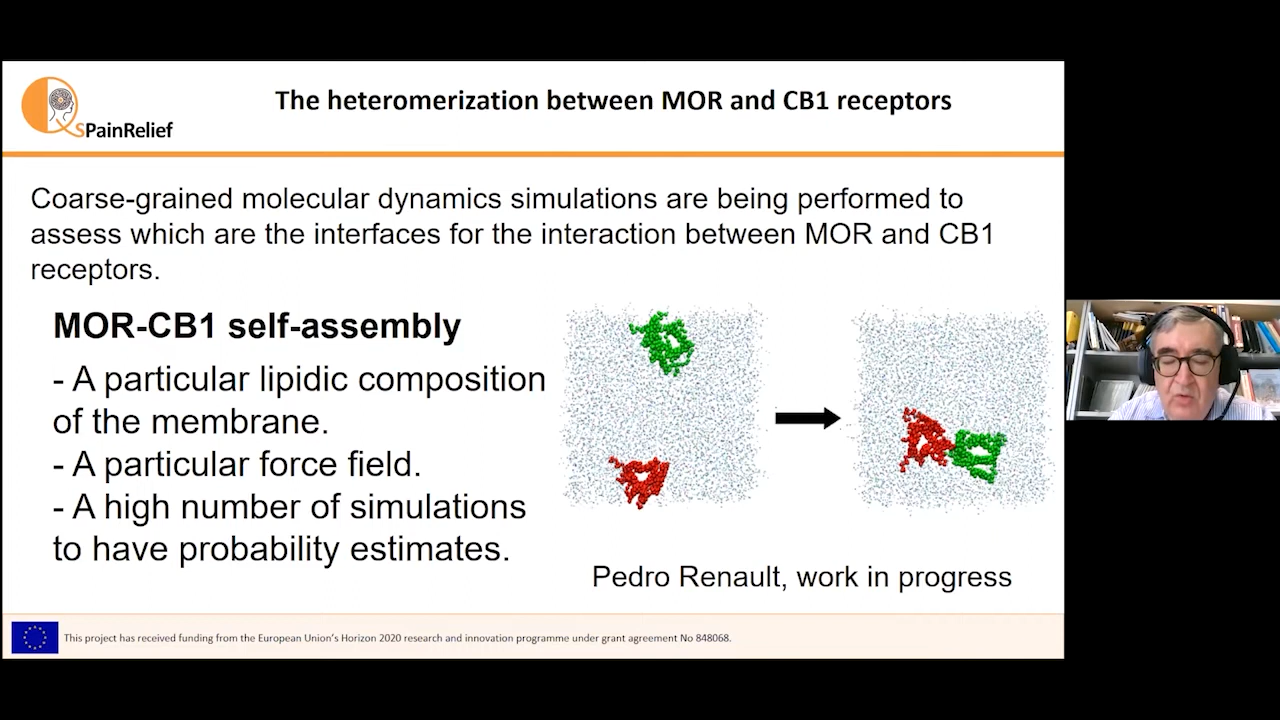 The heteromerization between MOR and CB1 receptors
SPainRelief
Coarse-grained molecular dynamics simulations are being performed to
assess which are the interfaces for the interaction between MOR and CB1
receptors.
MOR-CB1 self-assembly
- A particular lipidic composition
of the membrane.
- A particular force field.
- A high number of simulations
to have probability estimates.
Pedro Renault, work in progress
This project has received funding from the European Union's Horizon 2020 research and innovation programme under grant agreement No 848068.